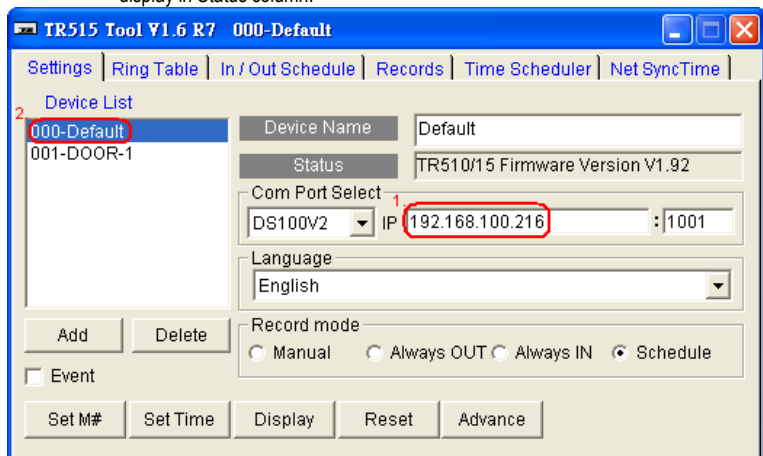 display in Status column.
TR515 Tool V1.6 R7 000-Default
Settings Ring Table In / Out Schedule Records Time Scheduler Net SyncTime
Device List
2
000-Default
001-DOOR-1
Device Name Default
Status TR510/15 Firmware Version V1.92
Com Port Select
1.
DS100V2 IP 192.168.100.216 : 1001
Language
English
Add Delete
Record mode
Manual Always OUT Always IN Schedule
Event
Set M# Set Time Display Reset Advance